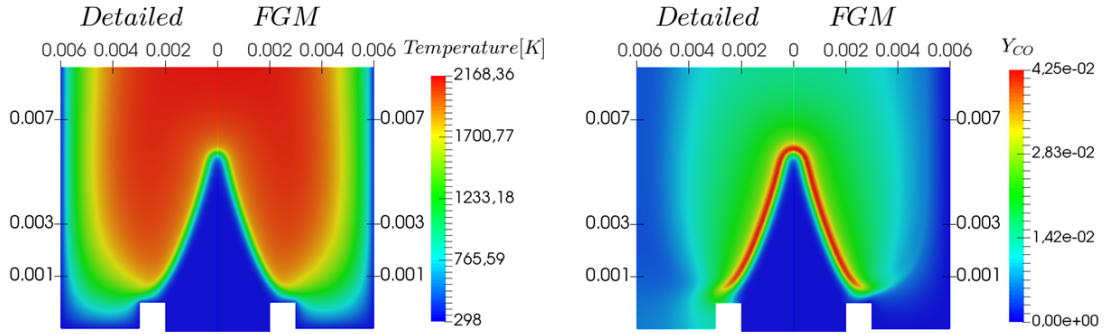 Detailed FGM
0.006 0.004 0.002 0 0.002 0.004 0.006 Temperature[K]
2168,36
0.007 0.007
1700,77
1233,18
0.003 0.003
765,59
0.001 0.001
298
Detailed FGM
0.006 0.004 0.002 0 0.002 0.004 0.006 Y_CO
4,25e-02
0.007 0.007
2.83e-02
0.003 0.003
1.42e-02
0.001 0.001
0.00e+00